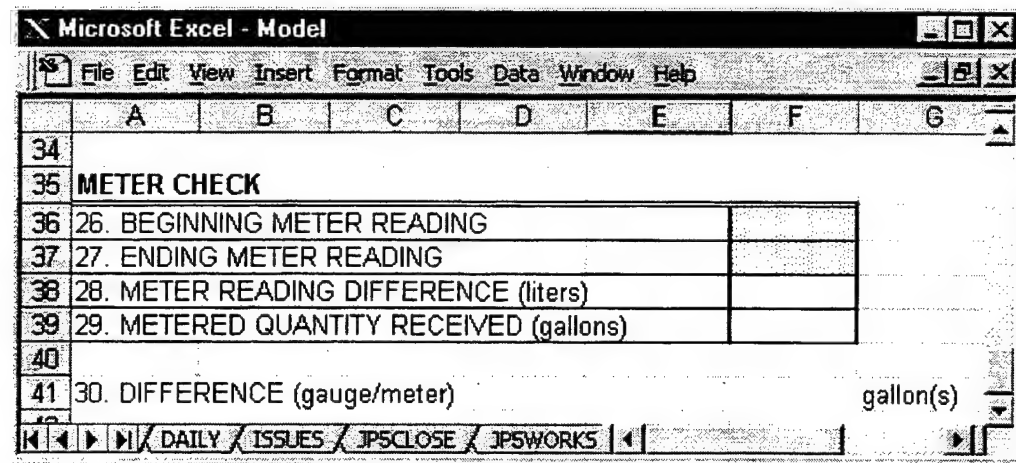 Microsoft Excel - Model
File Edit View Insert Format Tools Data Window Help
A B C D E F G
34
35 METER CHECK
36 26. BEGINNING METER READING
37 27. ENDING METER READING
38 28. METER READING DIFFERENCE (liters)
39 29. METERED QUANTITY RECEIVED (gallons)
40
41 30. DIFFERENCE (gauge/meter) gallon(s)
DAILY ISSUES JP5CLOSE JP5WORKS